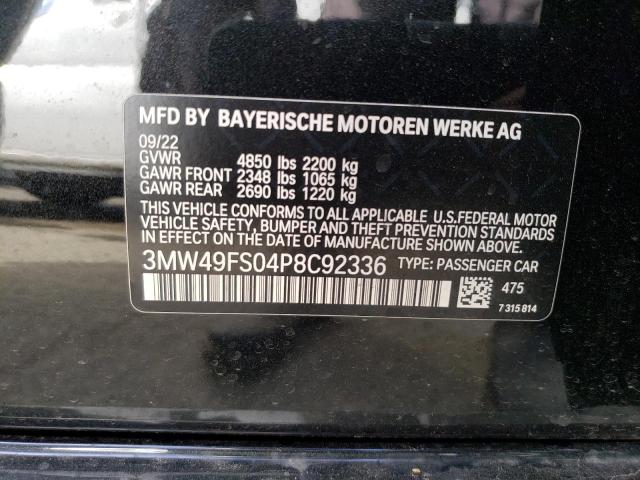 MFD BY BAYERISCHE MOTOREN WERKE AG
09/22
GVWR 4850 lbs 2200 kg
GAWR FRONT 2348 lbs 1065 kg
GAWR REAR 2690 lbs 1220 kg
THIS VEHICLE CONFORMS TO ALL APPLICABLE U.S.FEDERAL MOTOR
VEHICLE SAFETY, BUMPER AND THEFT PREVENTION STANDARDS
IN EFFECT ON THE DATE OF MANUFACTURE SHOWN ABOVE.
3MW49FS04P8C92336 TYPE: PASSENGER CAR
475
7 315 814